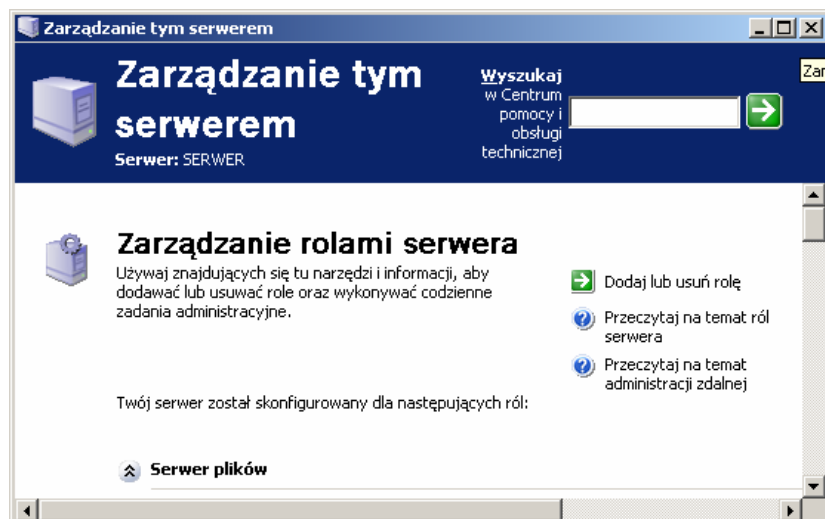 Zarządzanie tym serwerem
Zarządzanie tym
serwerem
Serwer: SERWER
Wyszukaj
w Centrum
pomocy i
obsługi
technicznej
Zar
Zarządzanie rolami serwera
Używaj znajdujących się tu narzędzi i informacji, aby
dodawać lub usuwać role oraz wykonywać codzienne
zadania administracyjne.
Dodaj lub usuń rolę
Przeczytaj na temat ról
serwera
Przeczytaj na temat
administracji zdalnej
Twój serwer został skonfigurowany dla następujących ról:
Serwer plików